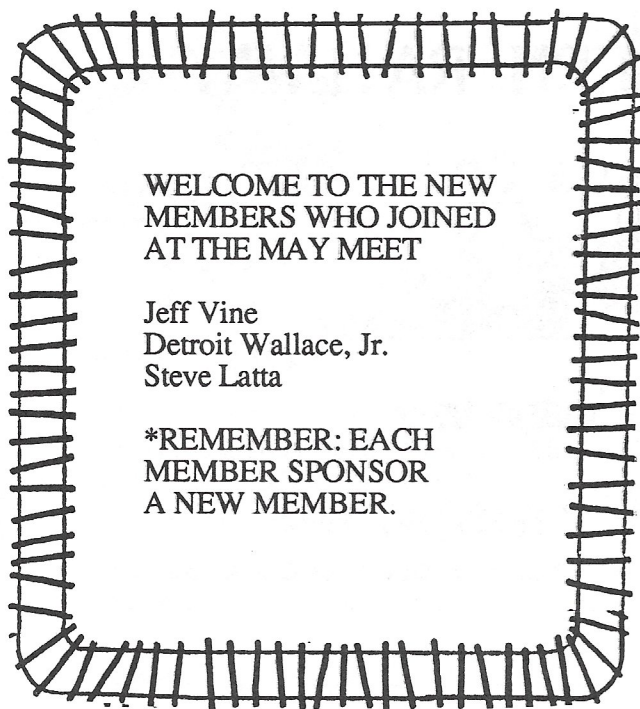 WELCOME TO THE NEW
MEMBERS WHO JOINED
AT THE MAY MEET
Jeff Vine
Detroit Wallace, Jr.
Steve Latta
*REMEMBER: EACH
MEMBER SPONSOR
A NEW MEMBER.